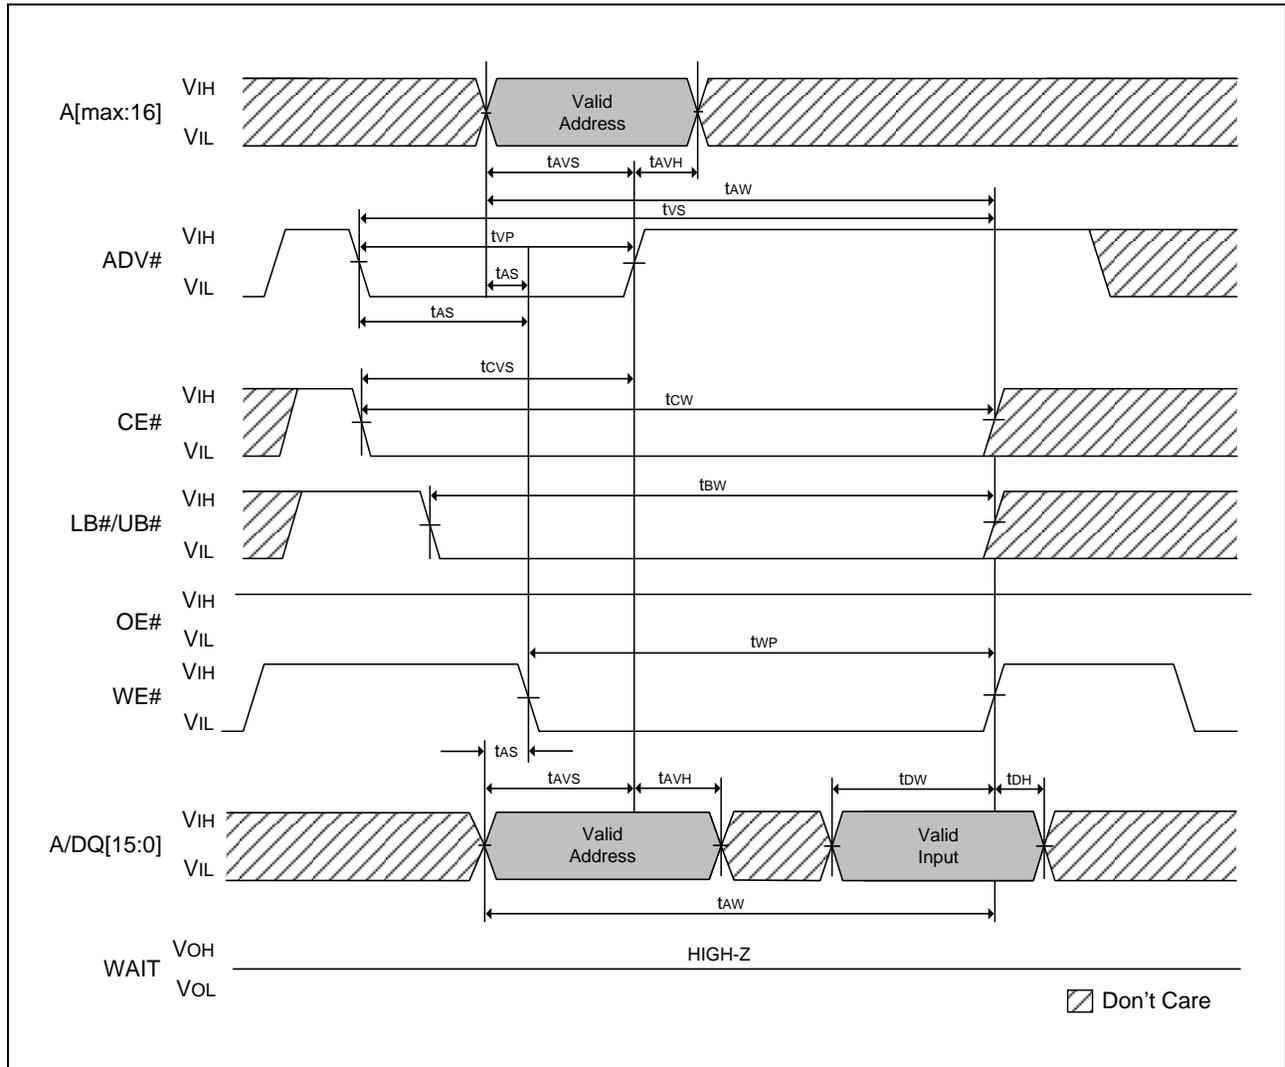 VIH
A[max:16]
VIL
Valid
Address
tAVS
tAVH
tAW
tVS
VIH
ADV#
VIL
tVP
tAS
tAS
tCVS
VIH
CE#
VIL
tCW
VIH
LB#/UB#
VIL
tBW
VIH
OE#
VIL
tWP
VIH
WE#
VIL
tAS
tAVS
tAVH
tDW
tDH
VIH
A/DQ[15:0]
VIL
Valid
Address
Valid
Input
tAW
VOH
WAIT
VOL
HIGH-Z
Don't Care